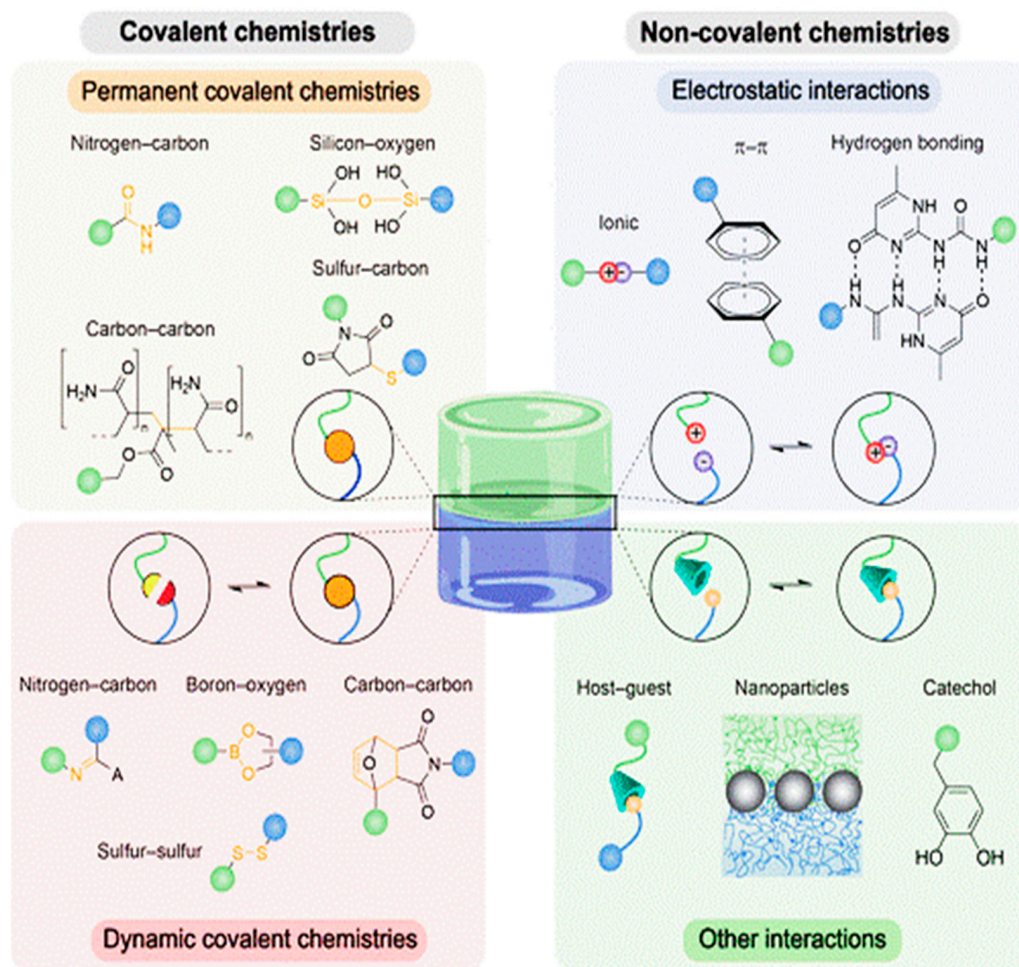 Covalent chemistries
Non-covalent chemistries
Permanent covalent chemistries
Nitrogen–carbon
O
N
H
Silicon–oxygen
OH HO
Si O Si
OH HO
Sulfur–carbon
N O
O
S
Carbon–carbon
H₂N O
n
H₂N O
n
O O
Electrostatic interactions
Ionic
+ -
π–π
Hydrogen bonding
NH O
O N N N
H H
H H
N N N O
HN
+
-
+ -
Nitrogen–carbon
N A
Boron–oxygen
O
B
O
Carbon–carbon
O
O N
O
Sulfur–sulfur
S–S
Dynamic covalent chemistries
Host–guest
Nanoparticles
Catechol
HO OH
Other interactions